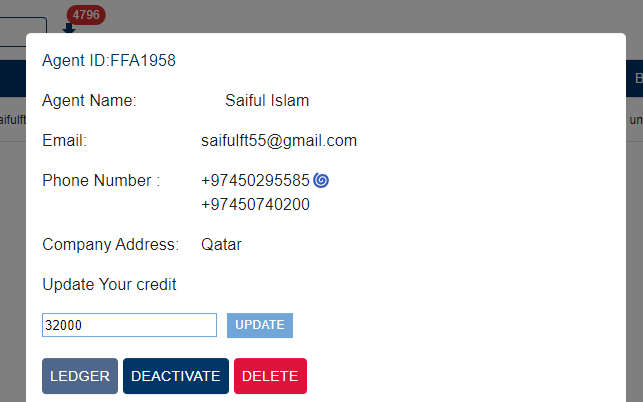 4796
Agent ID:FFA1958
B
Agent Name: Saiful Islam
aifulft
un
Email: saifulft55@gmail.com
Phone Number : +97450295585
+97450740200
Company Address: Qatar
Update Your credit
32000 UPDATE
LEDGER DEACTIVATE DELETE